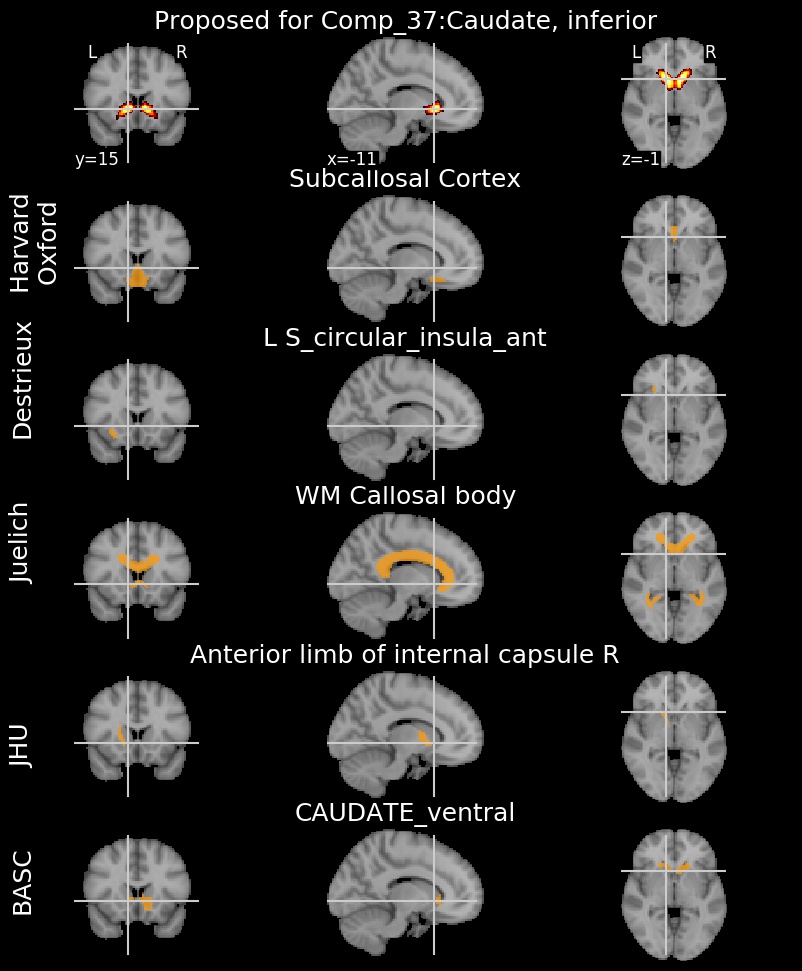 Proposed for Comp_37:Caudate, inferior
L R
L R
y=15
x=-11
z=-1
Subcallosal Cortex
Harvard
Oxford
L S_circular_insula_ant
Destrieux
WM Callosal body
Juelich
Anterior limb of internal capsule R
JHU
CAUDATE_ventral
BASC